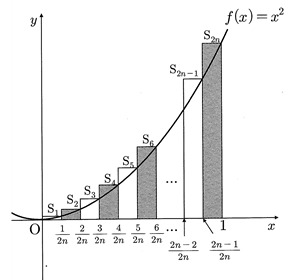 f(x)=x²
y
S₂ₙ
S₂ₙ₋₁
S₆
S₅
S₄
S₃
S₂
S₁
O 1/2n 2/2n 3/2n 4/2n 5/2n 6/2n ... 1 x
...
2n−2/2n 2n−1/2n